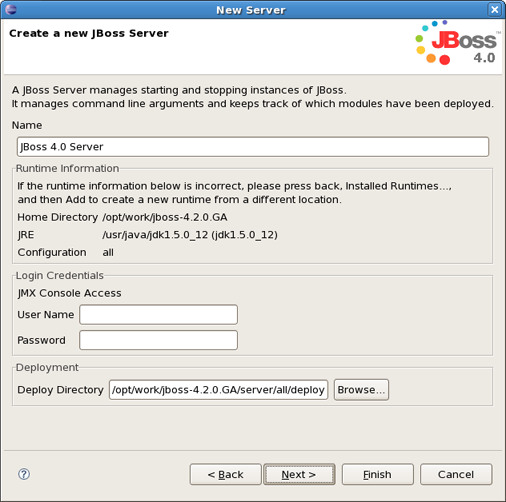 New Server
Create a new JBoss Server
JBoss
4.0
A JBoss Server manages starting and stopping instances of JBoss.
It manages command line arguments and keeps track of which modules have been deployed.
Name
JBoss 4.0 Server
Runtime Information
If the runtime information below is incorrect, please press back, Installed Runtimes...,
and then Add to create a new runtime from a different location.
Home Directory /opt/work/jboss-4.2.0.GA
JRE /usr/java/jdk1.5.0_12 (jdk1.5.0_12)
Configuration all
Login Credentials
JMX Console Access
User Name
Password
Deployment
Deploy Directory /opt/work/jboss-4.2.0.GA/server/all/deploy Browse...
? < Back Next > Finish Cancel